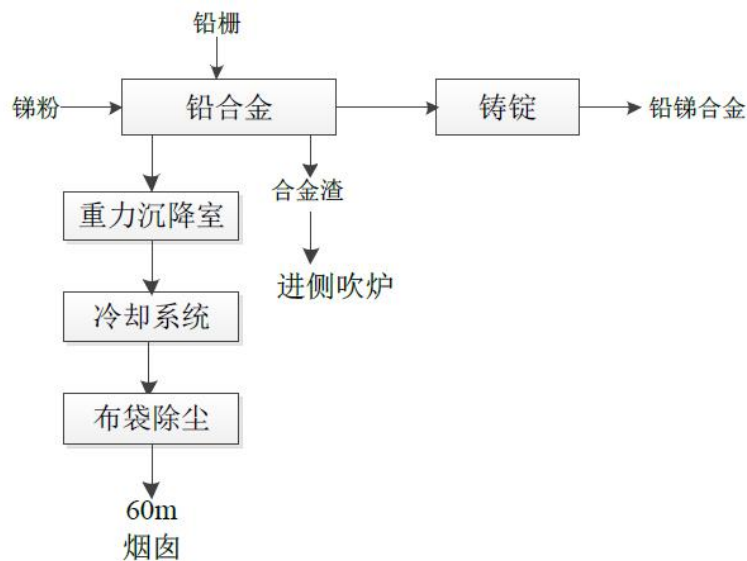 铅栅
锑粉
铅合金
铸锭
铅锑合金
合金渣
重力沉降室
进侧吹炉
冷却系统
布袋除尘
60m
烟囱